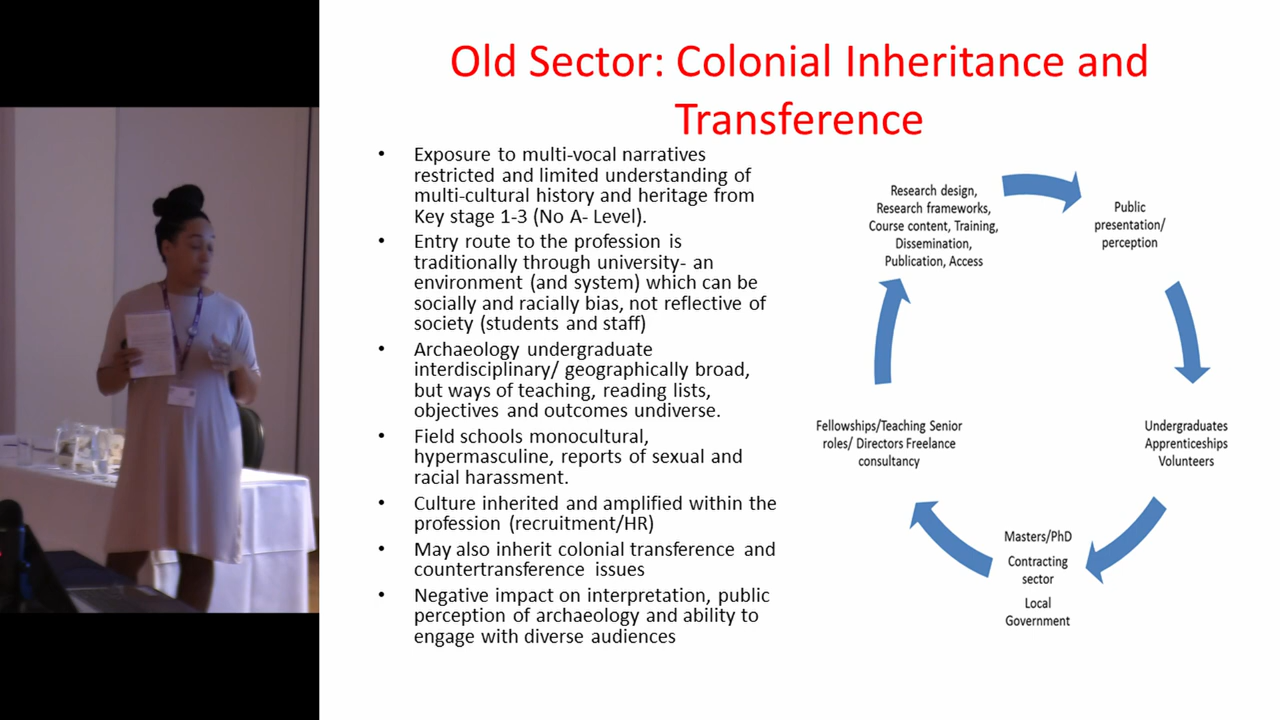 Old Sector: Colonial Inheritance and
Transference
• Exposure to multi-vocal narratives
restricted and limited understanding of
multi-cultural history and heritage from
Key stage 1-3 (No A- Level).
• Entry route to the profession is
traditionally through university- an
environment (and system) which can be
socially and racially bias, not reflective of
society (students and staff)
• Archaeology undergraduate
interdisciplinary/ geographically broad,
but ways of teaching, reading lists,
objectives and outcomes undiverse.
• Field schools monocultural,
hypermasculine, reports of sexual and
racial harassment.
• Culture inherited and amplified within the
profession (recruitment/HR)
• May also inherit colonial transference and
countertransference issues
• Negative impact on interpretation, public
perception of archaeology and ability to
engage with diverse audiences
Research design,
Research frameworks,
Course content, Training,
Dissemination,
Publication, Access
Public
presentation/
perception
Undergraduates
Apprenticeships
Volunteers
Masters/PhD
Contracting
sector
Local
Government
Fellowships/Teaching Senior
roles/ Directors Freelance
consultancy